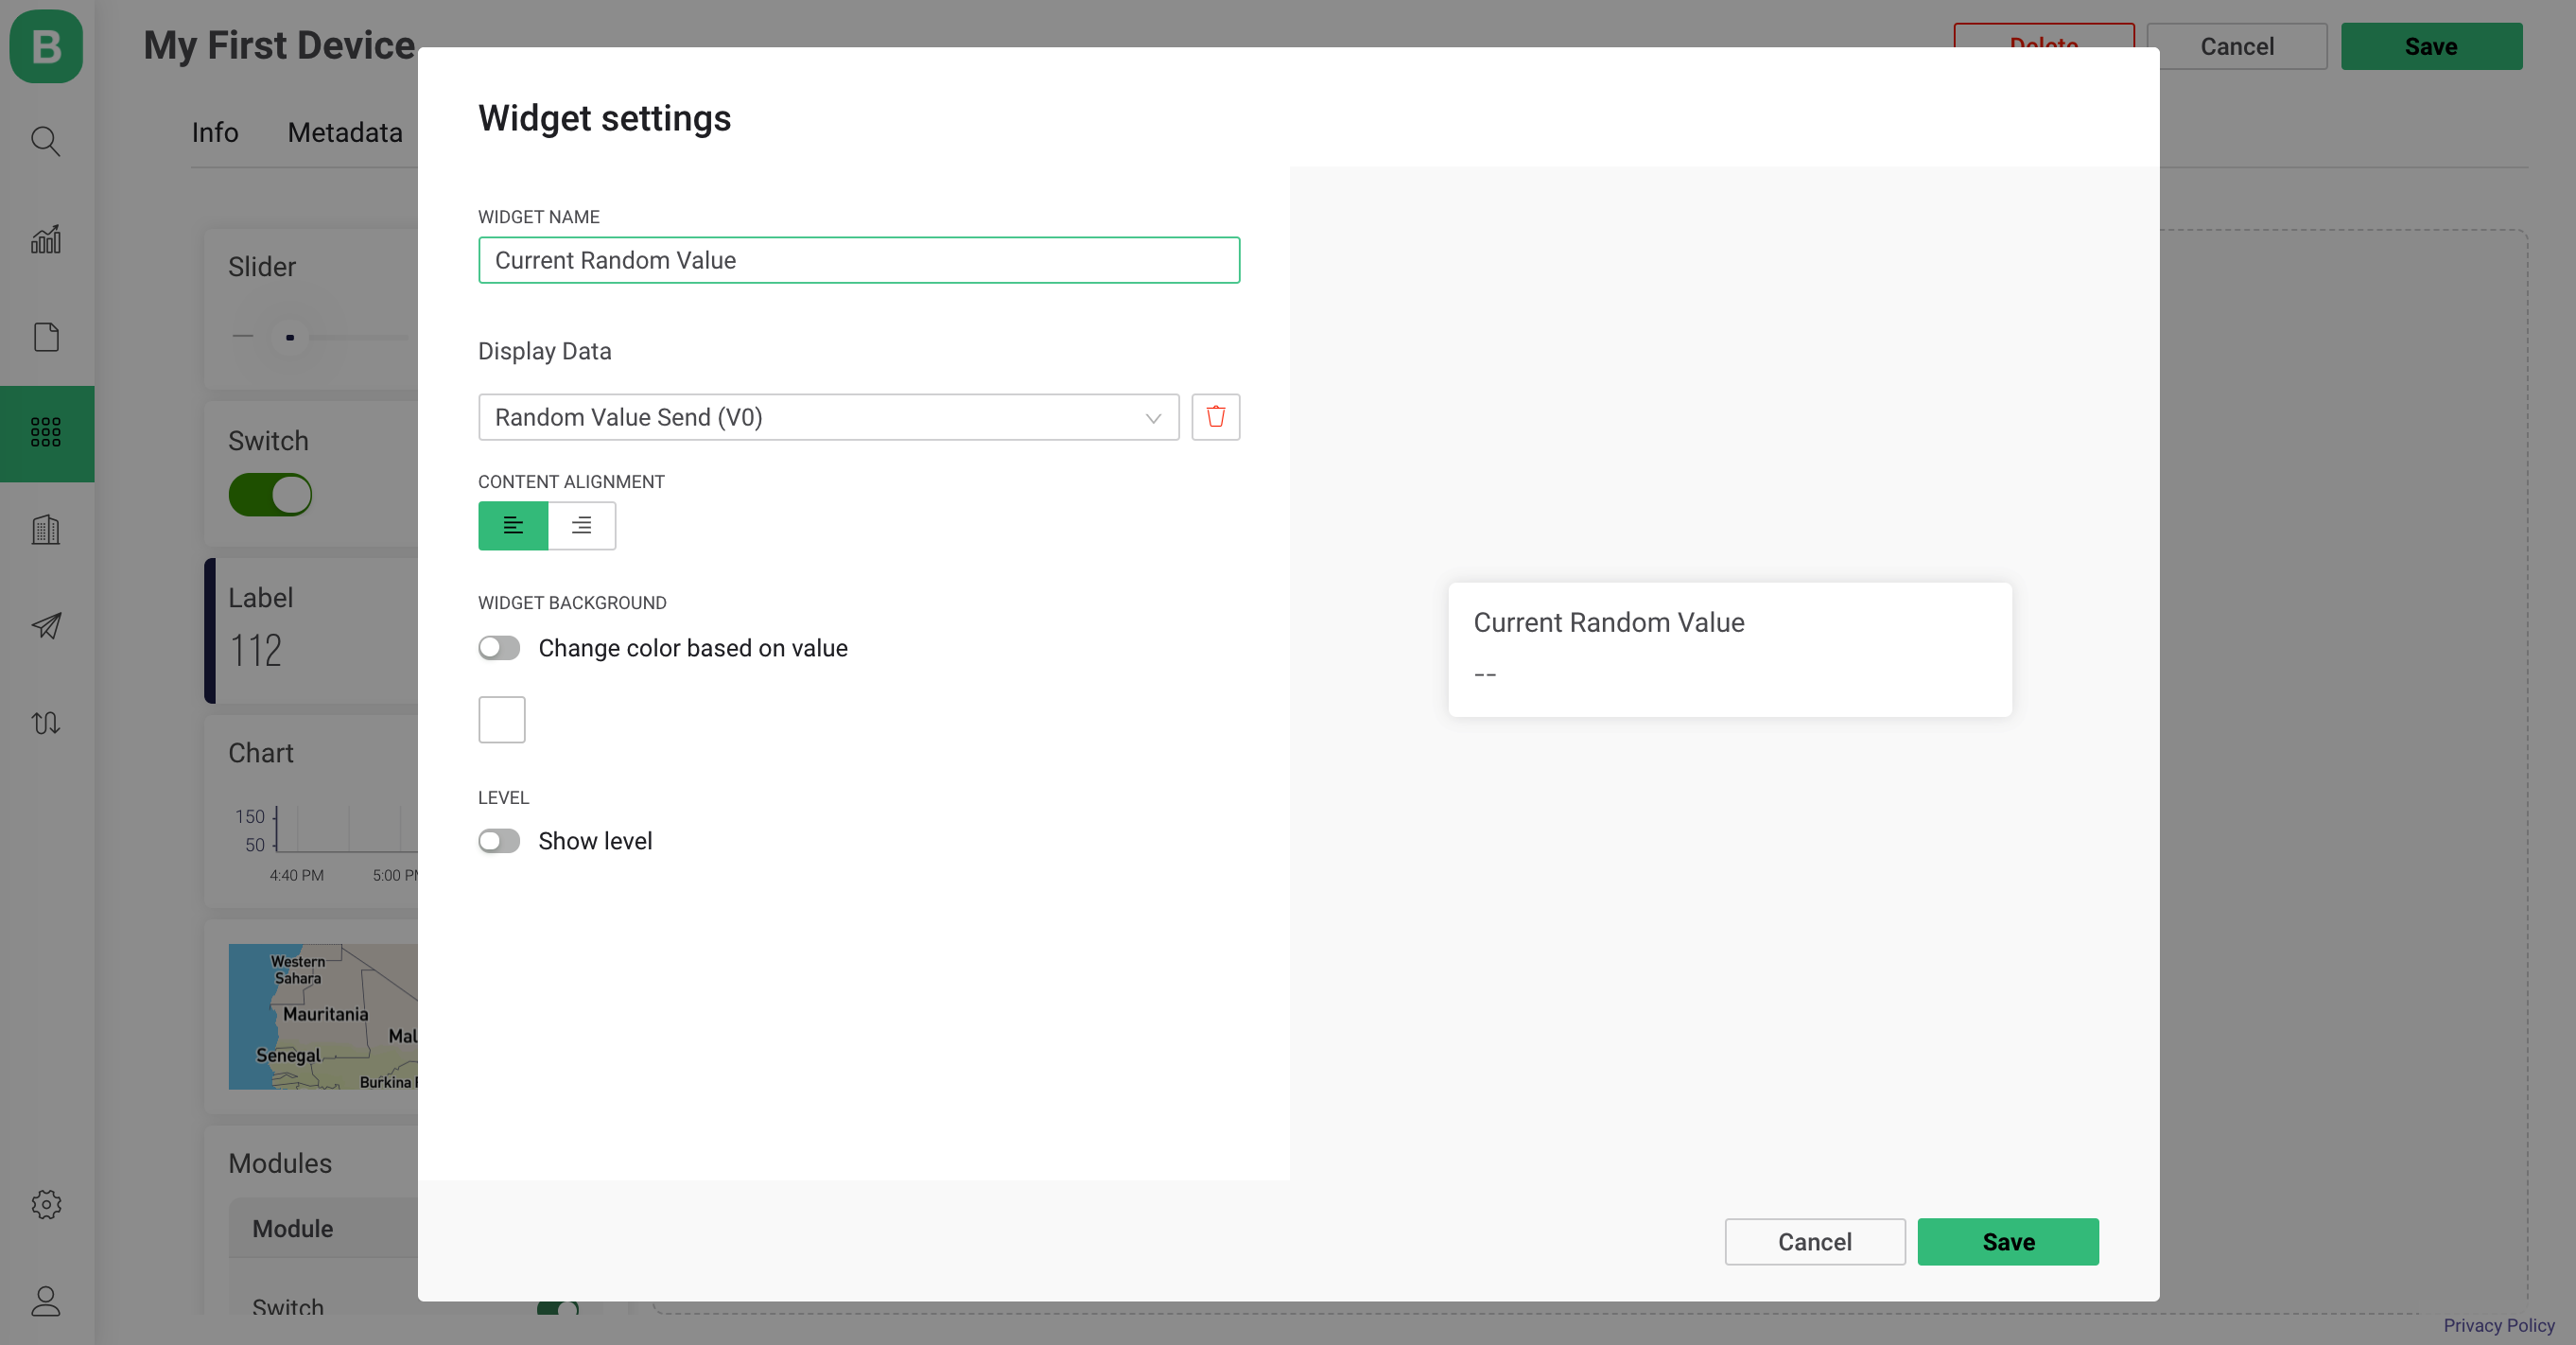 B
My First Device
Cancel
Save
Info
Metadata
Widget settings
WIDGET NAME
Current Random Value
Display Data
Random Value Send (V0)
CONTENT ALIGNMENT
WIDGET BACKGROUND
Change color based on value
LEVEL
Show level
Current Random Value
--
Cancel
Save
Slider
Switch
Label
112
Chart
150
50
4:40 PM
5:00
Western
Sahara
Mauritania
Senegal
Burkina
Modules
Module
Switch
Privacy Policy